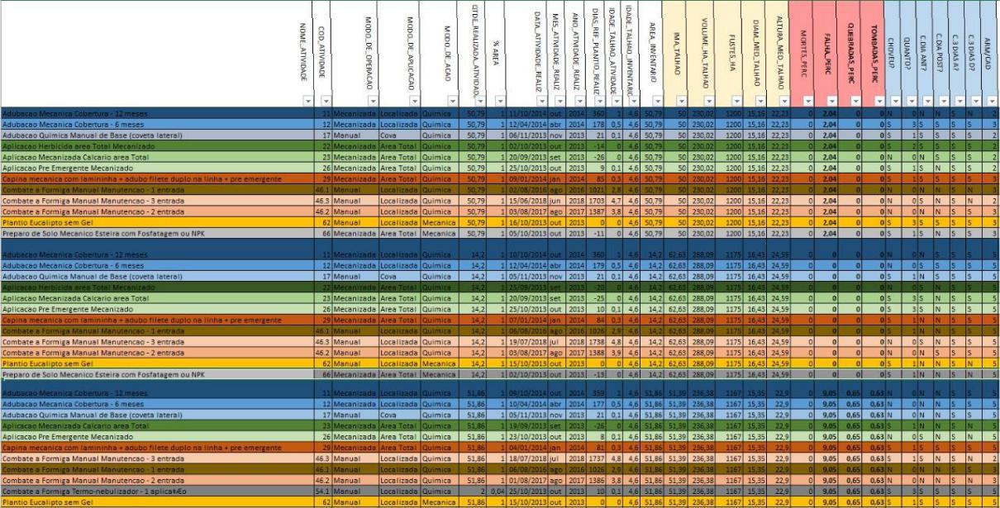 NOME_ATIVIDADE COD_ATIVIDADE MODO_DE_OPERACAO MODO_DE_APLICACAO MODO_DE_ACAO QTDE_REALIZADA_ATIVIDAD % AREA DATA_ATIVIDADE_REALIZ MES_ATIVIDADE_REALIZ ANO_ATIVIDADE_REALIZ DIAS_REF_PLANTIO_REALIZ IDADE_TALHAO_ATIVIDADE IDADE_TALHAO_INVENTARIO AREA_INVENTARIO IMA_TALHAO VOLUME_HA_TALHAO FUSTES_HA DIAM_MED_TALHAO ALTURA_MED_TALHAO MORTES_PERC FALHA_PERC QUEBRADAS_PERC TOMBADAS_PERC CHOVEU? QUANTO? C.DIA ANT? C.DIA POST? C.3 DIAS A? C.3 DIAS D? ARM/CAD
Adubacao Mecanica Cobertura - 12 meses 11 Mecanizada Localizada Quimica 50,79 1 11/10/2014 out 2014 360 1 4,6 50,79 50 230,02 1200 15,16 22,23 0 2,04 0 0 N 0 N N S N 2
Adubacao Mecanica Cobertura - 6 meses 12 Mecanizada Localizada Quimica 50,79 1 12/04/2014 abr 2014 178 0,5 4,6 50,79 50 230,02 1200 15,16 22,23 0 2,04 0 0 S 3 S S S S 3
Adubacao Quimica Manual de Base (coveta lateral) 17 Manual Cova Quimica 50,79 1 06/11/2013 nov 2013 21 0,1 4,6 50,79 50 230,02 1200 15,16 22,23 0 2,04 0 0 S 1 S N S S 2
Aplicacao Herbicida area Total Mecanizado 22 Mecanizada Area Total Quimica 50,79 1 02/10/2013 out 2013 -14 0 4,6 50,79 50 230,02 1200 15,16 22,23 0 2,04 0 0 S 2 S S S S 2
Aplicacao Mecanizada Calcario area Total 23 Mecanizada Area Total Quimica 50,79 1 20/09/2013 set 2013 -26 0 4,6 50,79 50 230,02 1200 15,16 22,23 0 2,04 0 0 N 0 N S S S 2
Aplicacao Pre Emergente Mecanizado 26 Mecanizada Area Total Quimica 50,79 1 25/10/2013 out 2013 9 0,1 4,6 50,79 50 230,02 1200 15,16 22,23 0 2,04 0 0 S 1 S N S S 2
Capina mecanica com lamininha + adubo filete duplo na linha + pre emergente 29 Mecanizada Area Total Quimica 50,79 1 09/01/2014 jan 2014 85 0,3 4,6 50,79 50 230,02 1200 15,16 22,23 0 2,04 0 0 S 1 S S S S 3
Combate a Formiga Manual Manutencao - 1 entrada 46.1 Manual Localizada Quimica 50,79 1 02/08/2016 ago 2016 1021 2,8 4,6 50,79 50 230,02 1200 15,16 22,23 0 2,04 0 0 S 1 S N S N 3
Combate a Formiga Manual Manutencao - 3 entrada 46.3 Manual Localizada Quimica 50,79 1 15/06/2018 jun 2018 1703 4,7 4,6 50,79 50 230,02 1200 15,16 22,23 0 2,04 0 0 N 0 S N S N 2
Combate a Formiga Manual Manutencao - 2 entrada 46.2 Manual Localizada Quimica 50,79 1 03/08/2017 ago 2017 1387 3,8 4,6 50,79 50 230,02 1200 15,16 22,23 0 2,04 0 0 N 0 N S S S 3
Plantio Eucalipto sem Gel 62 Manual Localizada Mecanica 50,79 1 16/10/2013 out 2013 0 0 4,6 50,79 50 230,02 1200 15,16 22,23 0 2,04 0 0 S 3 S S S S 3
Preparo de Solo Mecanico Esteira com Fosfatagem ou NPK 66 Mecanizada Area Total Mecanica 50,79 1 05/10/2013 out 2013 -11 0 4,6 50,79 50 230,02 1200 15,16 22,23 0 2,04 0 0 S 1 S N S S 3
Adubacao Mecanica Cobertura - 12 meses 11 Mecanizada Localizada Quimica 14,2 1 10/10/2014 out 2014 360 1 4,6 14,2 62,63 288,09 1175 16,43 24,59 0 0 0 0
Adubacao Mecanica Cobertura - 6 meses 12 Mecanizada Localizada Quimica 14,2 1 12/04/2014 abr 2014 179 0,5 4,6 14,2 62,63 288,09 1175 16,43 24,59 0 0 0 0 N 0 S S S S 5
Adubacao Quimica Manual de Base (coveta lateral) 17 Manual Cova Quimica 14,2 1 05/11/2013 nov 2013 21 0,1 4,6 14,2 62,63 288,09 1175 16,43 24,59 0 0 0 0 S 1 N S S S 5
Aplicacao Herbicida area Total Mecanizado 22 Mecanizada Area Total Quimica 14,2 1 set 2013 -20 0 4,6 14,2 62,63 288,09 1175 16,43 24,59 0 0 0 0
Aplicacao Mecanizada Calcario area Total 23 Mecanizada Area Total Quimica 14,2 1 20/09/2013 set 2013 -25 0 4,6 14,2 62,63 288,09 1175 16,43 24,59 0 0 0 0 S 3 S N S S 5
Aplicacao Pre Emergente Mecanizado 26 Mecanizada Area Total Quimica 14,2 1 25/10/2013 out 2013 10 0,1 4,6 14,2 62,63 288,09 1175 16,43 24,59 0 0 0 0 S 3 S N S S 5
Capina mecanica com lamininha + adubo filete duplo na linha + pre emergente 29 Mecanizada Area Total Quimica 14,2 1 07/01/2014 jan 2014 84 0,3 4,6 14,2 62,63 288,09 1175 16,43 24,59 0 0 0 0 S 1 N N S S 5
Combate a Formiga Manual Manutencao - 1 entrada 46.1 Manual Localizada Quimica 14,2 1 06/08/2016 ago 2016 1026 2,9 4,6 14,2 62,63 288,09 1175 16,43 24,59 0 0 0 0 S 1 N N S S 5
Combate a Formiga Manual Manutencao - 3 entrada 46.3 Manual Localizada Quimica 14,2 1 19/07/2018 jul 2018 1738 4,8 4,6 14,2 62,63 288,09 1175 16,43 24,59 0 0 0 0 N 0 S N S S 5
Combate a Formiga Manual Manutencao - 2 entrada 46.2 Manual Localizada Quimica 14,2 1 03/08/2017 ago 2017 1388 3,9 4,6 14,2 62,63 288,09 1175 16,43 24,59 0 0 0 0 N 0 N S S S 5
Plantio Eucalipto sem Gel 62 Manual Localizada Mecanica 14,2 1 15/10/2013 out 2013 0 0 4,6 14,2 62,63 288,09 1175 16,43 24,59 0 0 0 0 S 1 N N S S 5
Preparo de Solo Mecanico Esteira com Fosfatagem ou NPK 66 Mecanizada Area Total Mecanica 14,2 1 02/10/2013 out 2013 -13 0 4,6 14,2 62,63 288,09 1175 16,43 24,59 0 0 0 0 S 1 N S S N 5
Adubacao Mecanica Cobertura - 12 meses 11 Mecanizada Localizada Quimica 51,86 1 09/10/2014 out 2014 359 1 4,6 51,86 51,39 236,38 1167 15,93 22,9 0 9,05 0,65 0,63 N 0 N N S S 5
Adubacao Mecanica Cobertura - 6 meses 12 Mecanizada Localizada Quimica 51,86 1 10/04/2014 abr 2014 177 0,5 4,6 51,86 51,39 236,38 1167 15,93 22,9 0 9,05 0,65 0,63 N 0 N N S S 5
Adubacao Quimica Manual de Base (coveta lateral) 17 Manual Cova Quimica 51,86 1 05/11/2013 nov 2013 21 0,1 4,6 51,86 51,39 236,38 1167 15,93 22,9 0 9,05 0,65 0,63 S 1 N N S S 5
Aplicacao Mecanizada Calcario area Total 23 Mecanizada Area Total Quimica 51,86 1 19/09/2013 set 2013 -26 0 4,6 51,86 51,39 236,38 1167 15,93 22,9 0 9,05 0,65 0,63 S 1 S N S N 5
Aplicacao Pre Emergente Mecanizado 26 Mecanizada Area Total Quimica 51,86 1 23/10/2013 out 2013 8 0,1 4,6 51,86 51,39 236,38 1167 15,93 22,9 0 9,05 0,65 0,63 N 0 S N S S 5
Capina mecanica com lamininha + adubo filete duplo na linha + pre emergente 29 Mecanizada Area Total Quimica 51,86 1 04/01/2014 jan 2014 81 0,3 4,6 51,86 51,39 236,38 1167 15,93 22,9 0 9,05 0,65 0,63 N 0 S S S S 5
Combate a Formiga Manual Manutencao - 3 entrada 46.3 Manual Localizada Quimica 51,86 1 18/07/2018 jul 2018 1737 4,8 4,6 51,86 51,39 236,38 1167 15,93 22,9 0 9,05 0,65 0,63 S 1 S N S N 2
Combate a Formiga Manual Manutencao - 1 entrada 46.1 Manual Localizada Quimica 51,86 1 06/08/2016 ago 2016 1026 2,9 4,6 51,86 51,39 236,38 1167 15,93 22,9 0 9,05 0,65 0,63 N 0 N N S N 3
Combate a Formiga Manual Manutencao - 2 entrada 46.2 Manual Localizada Quimica 51,86 1 01/08/2017 ago 2017 1386 3,8 4,6 51,86 51,39 236,38 1167 15,93 22,9 0 9,05 0,65 0,63 N 0 N S S N 3
Combate a Formiga Termo-nebulizador - 1 54.1 Manual Localizada Quimica 2 0,04 25/10/2013 out 2013 10 0,1 4,6 51,86 51,39 236,38 1167 15,93 22,9 0 9,05 0,65 0,63 S 3 S N S S 5
Plantio Eucalipto sem Gel 62 Manual Localizada Mecanica 51,86 1 15/10/2013 out 2013 0 0 4,6 51,86 51,39 236,38 1167 15,93 22,9 0 9,05 0,65 0,63 S 1 S N S S 5